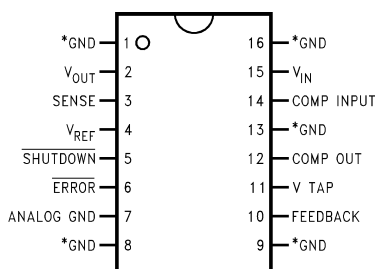 *GND 1 16 *GND
V_OUT 2 15 V_IN
SENSE 3 14 COMP INPUT
V_REF 4 13 *GND
SHUTDOWN 5 12 COMP OUT
ERROR 6 11 V TAP
ANALOG GND 7 10 FEEDBACK
*GND 8 9 *GND